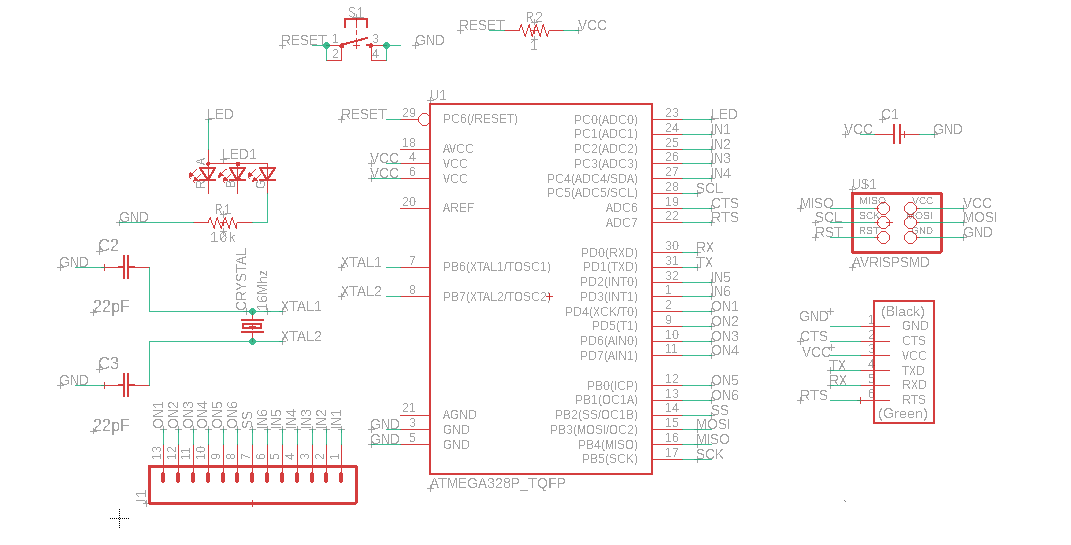 S1
RESET 1 3 GND
2 4
RESET R2 VCC
1
LED
A
LED1
R B G
GND R1
10k
C2
GND
22pF
CRYSTAL
16Mhz
XTAL1
XTAL2
C3
GND
22pF
ON1 ON2 ON3 ON4 ON5 ON6 SS IN6 IN5 IN4 IN3 IN2 IN1
13 12 11 10 9 8 7 6 5 4 3 2 1
J1
U1
RESET 29 PC6(/RESET)
18 AVCC
VCC 4 VCC
VCC 6 VCC
20 AREF
XTAL1 7 PB6(XTAL1/TOSC1)
XTAL2 8 PB7(XTAL2/TOSC2)
21 AGND
GND 3 GND
GND 5 GND
PC0(ADC0) 23 LED
PC1(ADC1) 24 IN1
PC2(ADC2) 25 IN2
PC3(ADC3) 26 IN3
PC4(ADC4/SDA) 27 IN4
PC5(ADC5/SCL) 28 SCL
ADC6 19 CTS
ADC7 22 RTS
PD0(RXD) 30 RX
PD1(TXD) 31 TX
PD2(INT0) 32 IN5
PD3(INT1) 1 IN6
PD4(XCK/T0) 2 ON1
PD5(T1) 9 ON2
PD6(AIN0) 10 ON3
PD7(AIN1) 11 ON4
PB0(ICP) 12 ON5
PB1(OC1A) 13 ON6
PB2(SS/OC1B) 14 SS
PB3(MOSI/OC2) 15 MOSI
PB4(MISO) 16 MISO
PB5(SCK) 17 SCK
ATMEGA328P_TQFP
C1
VCC GND
U$1
MISO MISO VCC VCC
SCL SCK MOSI MOSI
RST RST GND GND
AVRISPSMD
(Black)
GND 1 GND
CTS 2 CTS
VCC 3 VCC
TX 4 TXD
RX 5 RXD
RTS 6 RTS
(Green)